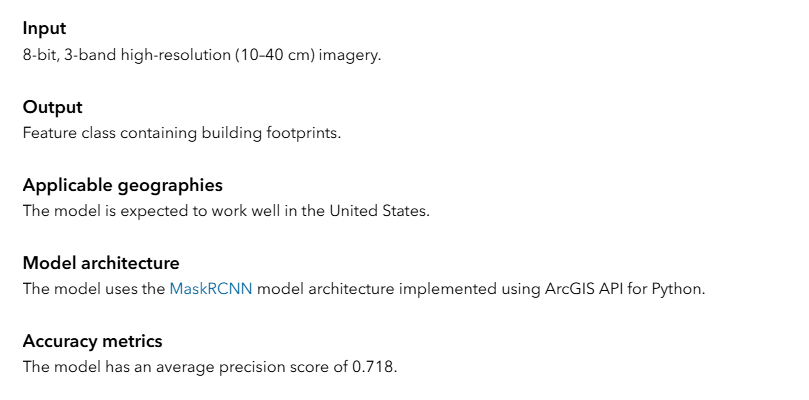 Input
8-bit, 3-band high-resolution (10–40 cm) imagery.
Output
Feature class containing building footprints.
Applicable geographies
The model is expected to work well in the United States.
Model architecture
The model uses the MaskRCNN model architecture implemented using ArcGIS API for Python.
Accuracy metrics
The model has an average precision score of 0.718.